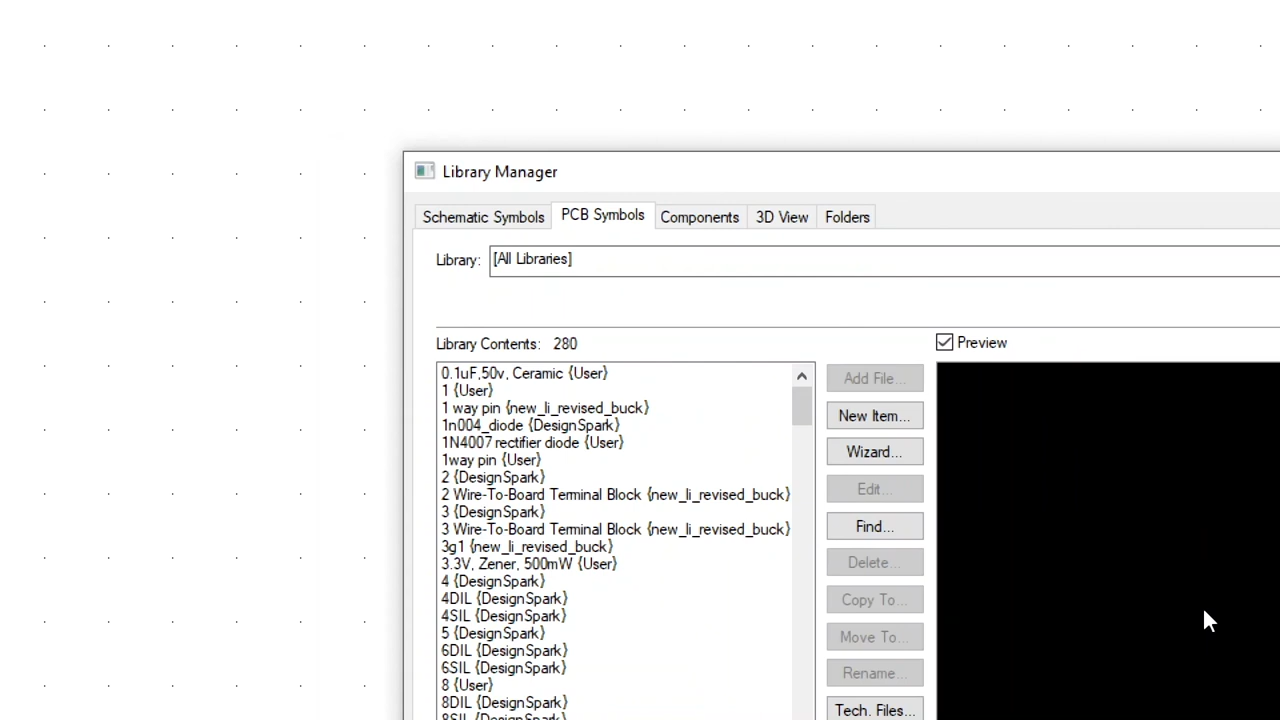 Library Manager
Schematic Symbols PCB Symbols Components 3D View Folders
Library: [All Libraries]
Library Contents: 280
Preview
0.1uF,50v, Ceramic {User}
1 {User}
1 way pin {new_li_revised_buck}
1n004_diode {DesignSpark}
1N4007 rectifier diode {User}
1way pin {User}
2 {DesignSpark}
2 Wire-To-Board Terminal Block {new_li_revised_buck}
3 {DesignSpark}
3 Wire-To-Board Terminal Block {new_li_revised_buck}
3g1 {new_li_revised_buck}
3.3V, Zener, 500mW {User}
4 {DesignSpark}
4DIL {DesignSpark}
4SIL {DesignSpark}
5 {DesignSpark}
6DIL {DesignSpark}
6SIL {DesignSpark}
8 {User}
8DIL {DesignSpark}
8SIL {DesignSpark}
Add File...
New Item...
Wizard...
Edit...
Find...
Delete...
Copy To...
Move To...
Rename...
Tech. Files...